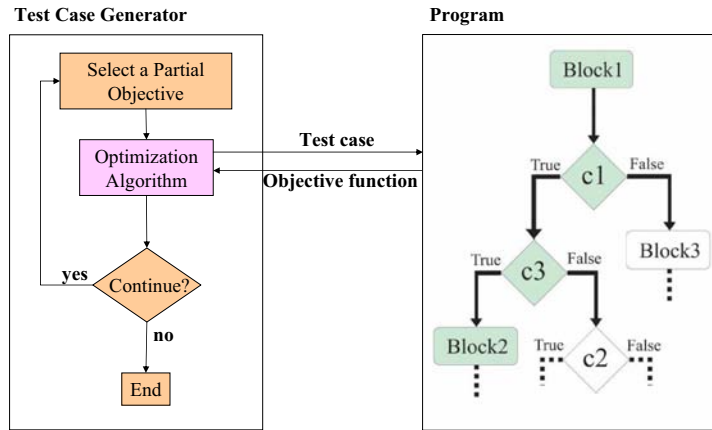 Test Case Generator
Select a Partial
Objective
Optimization
Algorithm
Continue?
yes
no
End
Test case
Objective function
Program
Block1
True
False
c1
Block3
True
False
c3
Block2
True
False
c2